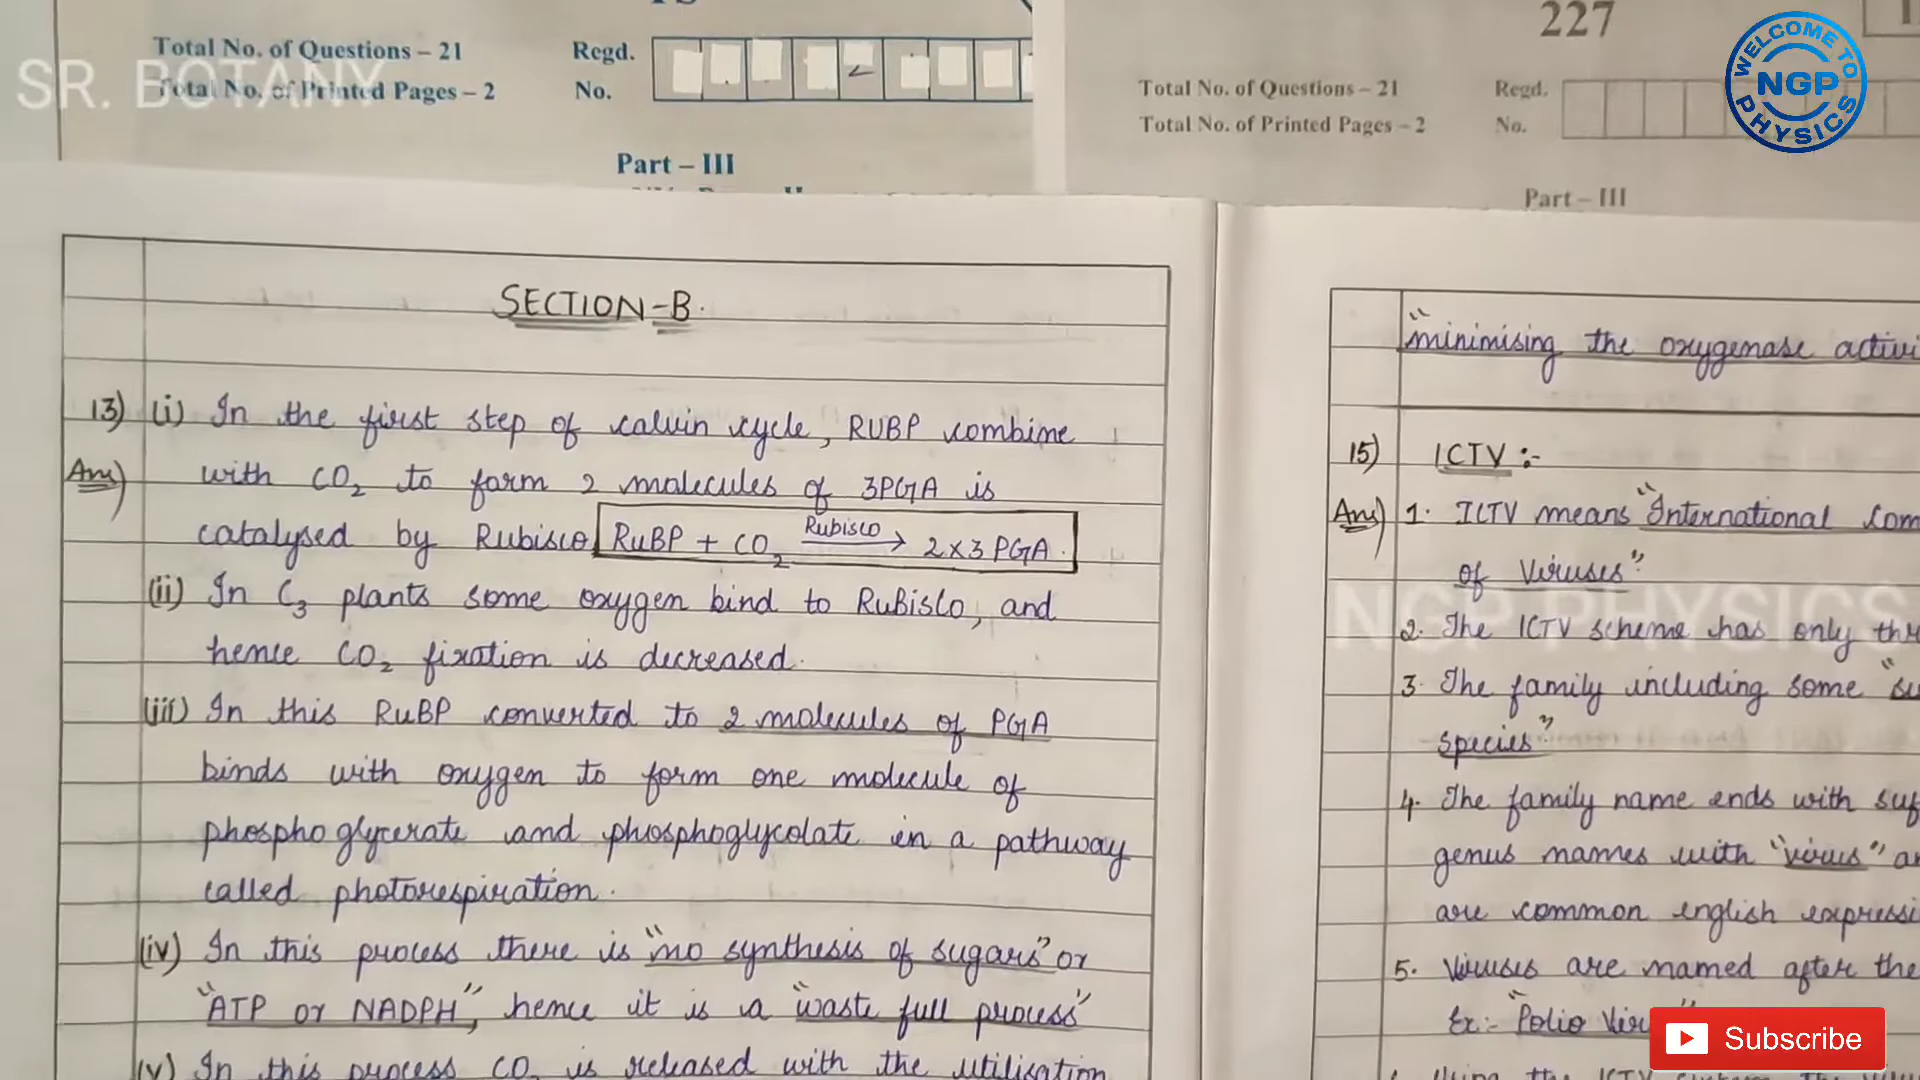 SR. BOTANY
Total No. of Questions – 21
Total No. of Printed Pages – 2
Regd.
No.
Part – III
227
Total No. of Questions – 21
Total No. of Printed Pages – 2
Regd.
No.
Part – III
WELCOME TO
NGP
PHYSICS
SECTION-B.
13) (i) In the first step of calvin cycle, RUBP combine
Ans) with CO₂ to form 2 molecules of 3PGA is
catalysed by Rubisco RuBP + CO₂ Rubisco → 2x3 PGA.
(ii) In C₃ plants some oxygen bind to RuBisCo, and
hence CO₂ fixation is decreased.
(iii) In this RuBP converted to 2 molecules of PGA
binds with oxygen to form one molecule of
phospho glycerate and phosphoglycolate in a pathway
called photorespiration.
(iv) In this process there is "no synthesis of sugars" or
"ATP or NADPH", hence it is a "waste full process"
(v) In this process CO₂ is released with the utilisation
"minimising the oxygenase
15) ICTV :-
Ans) 1. ICTV means "International
of Viruses"
NGP PHYSICS
2. The ICTV scheme has only
3. The family including some
species"
4. The family name ends with
genus names with "virus"
are common english
5. Viruses are named after the
Ex:- "Polio
Subscribe